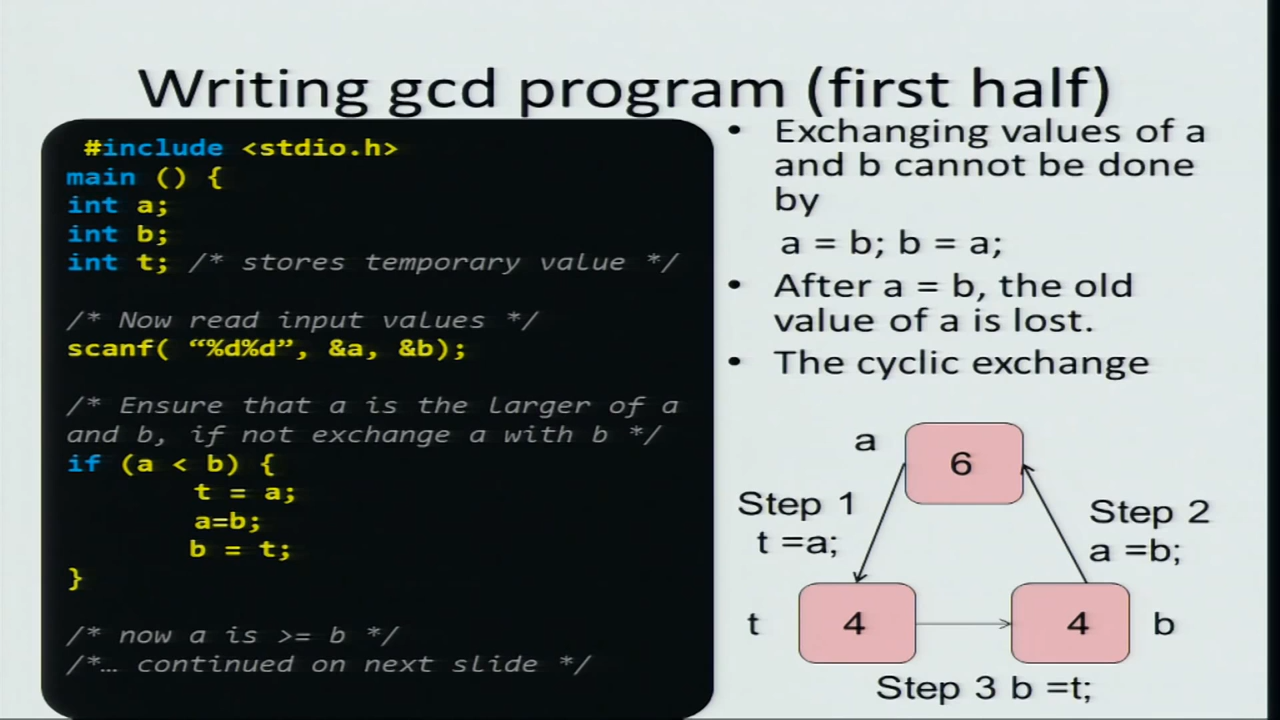 Writing gcd program (first half)
#include <stdio.h>
main () {
int a;
int b;
int t; /* stores temporary value */
/* Now read input values */
scanf( “%d%d”, &a, &b);
/* Ensure that a is the larger of a
and b, if not exchange a with b */
if (a < b) {
t = a;
a=b;
b = t;
}
/* now a is >= b */
/*… continued on next slide */
• Exchanging values of a
and b cannot be done
by
a = b; b = a;
• After a = b, the old
value of a is lost.
• The cyclic exchange
a
6
Step 1
t =a;
Step 2
a =b;
t
4
4
b
Step 3 b =t;